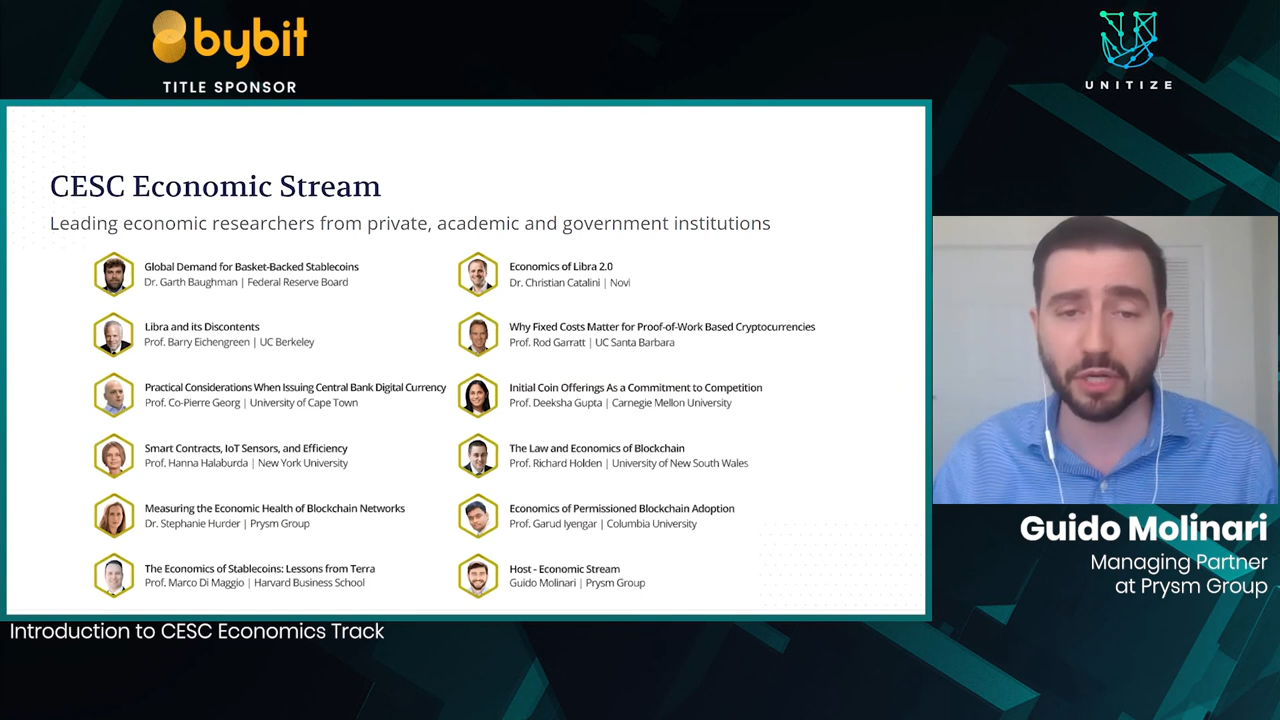 bybit
TITLE SPONSOR
UNITIZE
CESC Economic Stream
Leading economic researchers from private, academic and government institutions
Global Demand for Basket-Backed Stablecoins
Dr. Garth Baughman | Federal Reserve Board
Libra and its Discontents
Prof. Barry Eichengreen | UC Berkeley
Practical Considerations When Issuing Central Bank Digital Currency
Prof. Co-Pierre Georg | University of Cape Town
Smart Contracts, IoT Sensors, and Efficiency
Prof. Hanna Halaburda | New York University
Measuring the Economic Health of Blockchain Networks
Dr. Stephanie Hurder | Prysm Group
The Economics of Stablecoins: Lessons from Terra
Prof. Marco Di Maggio | Harvard Business School
Economics of Libra 2.0
Dr. Christian Catalini | Novi
Why Fixed Costs Matter for Proof-of-Work Based Cryptocurrencies
Prof. Rod Garratt | UC Santa Barbara
Initial Coin Offerings As a Commitment to Competition
Prof. Deeksha Gupta | Carnegie Mellon University
The Law and Economics of Blockchain
Prof. Richard Holden | University of New South Wales
Economics of Permissioned Blockchain Adoption
Prof. Garud Iyengar | Columbia University
Host - Economic Stream
Guido Molinari | Prysm Group
Guido Molinari
Managing Partner
at Prysm Group
Introduction to CESC Economics Track